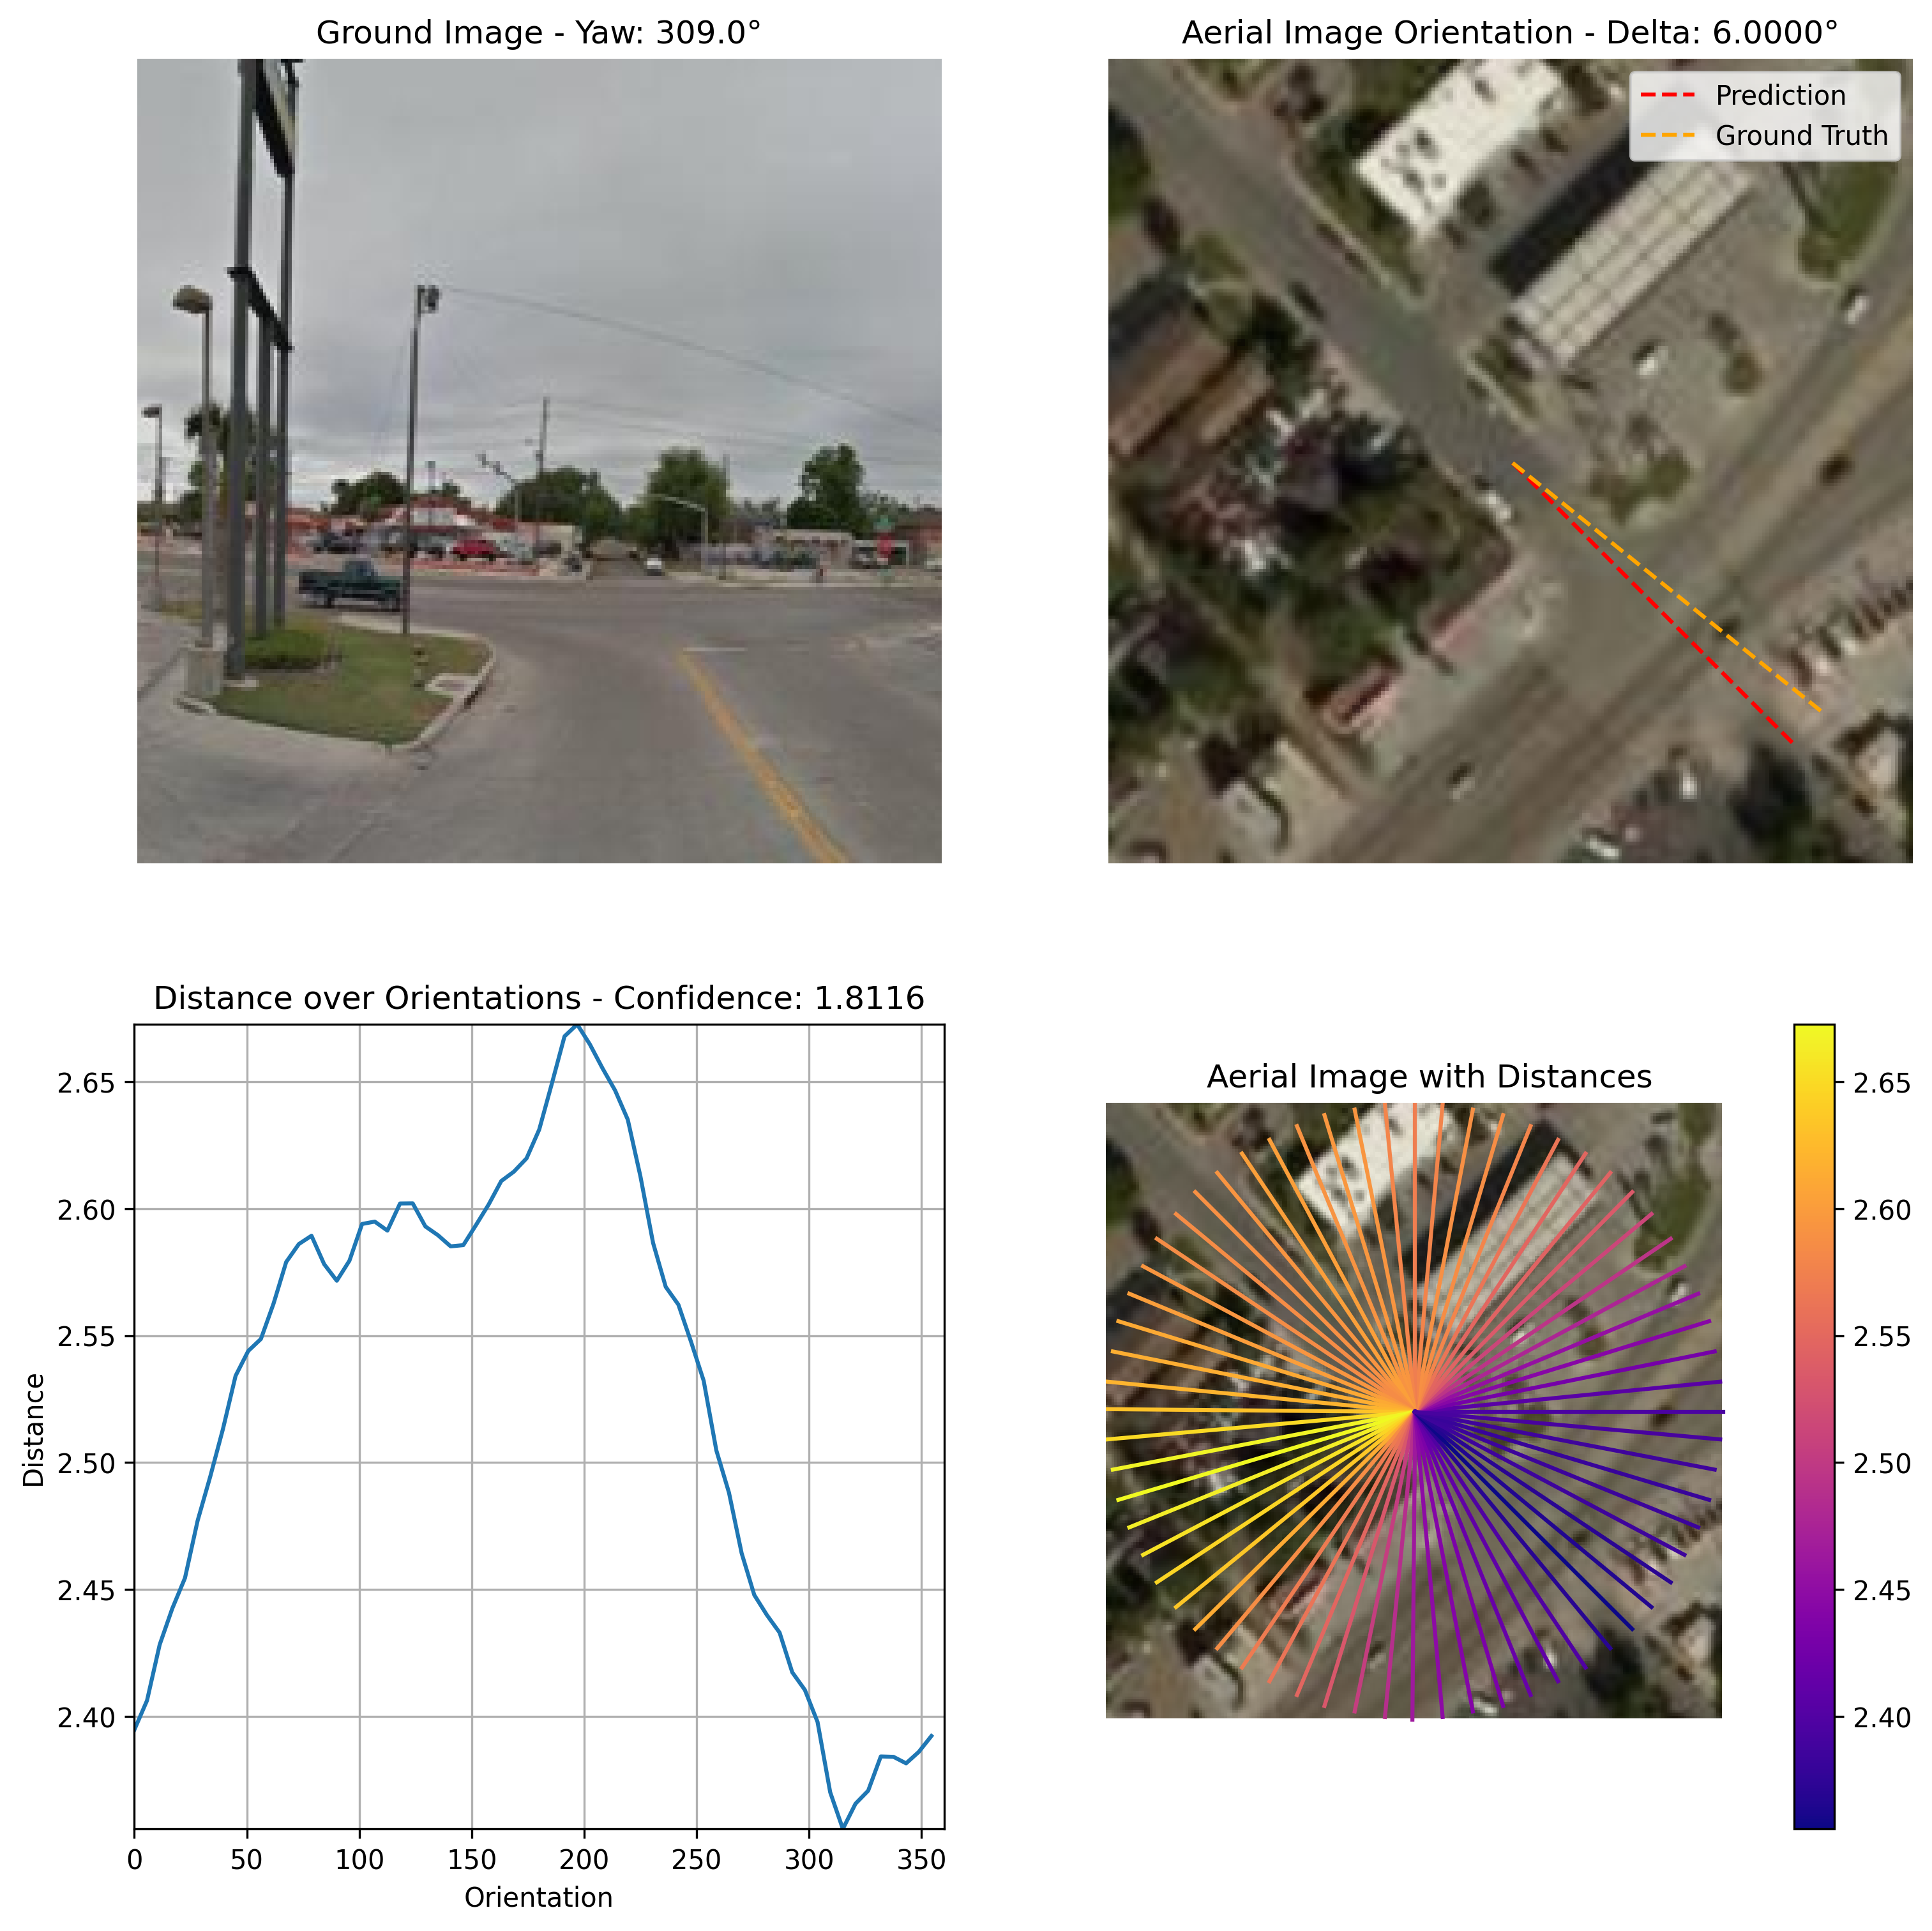 Ground Image - Yaw: 309.0°
Aerial Image Orientation - Delta: 6.0000°
Prediction
Ground Truth
Distance over Orientations - Confidence: 1.8116
Distance
2.65
2.60
2.55
2.50
2.45
2.40
0 50 100 150 200 250 300 350
Orientation
Aerial Image with Distances
2.65
2.60
2.55
2.50
2.45
2.40